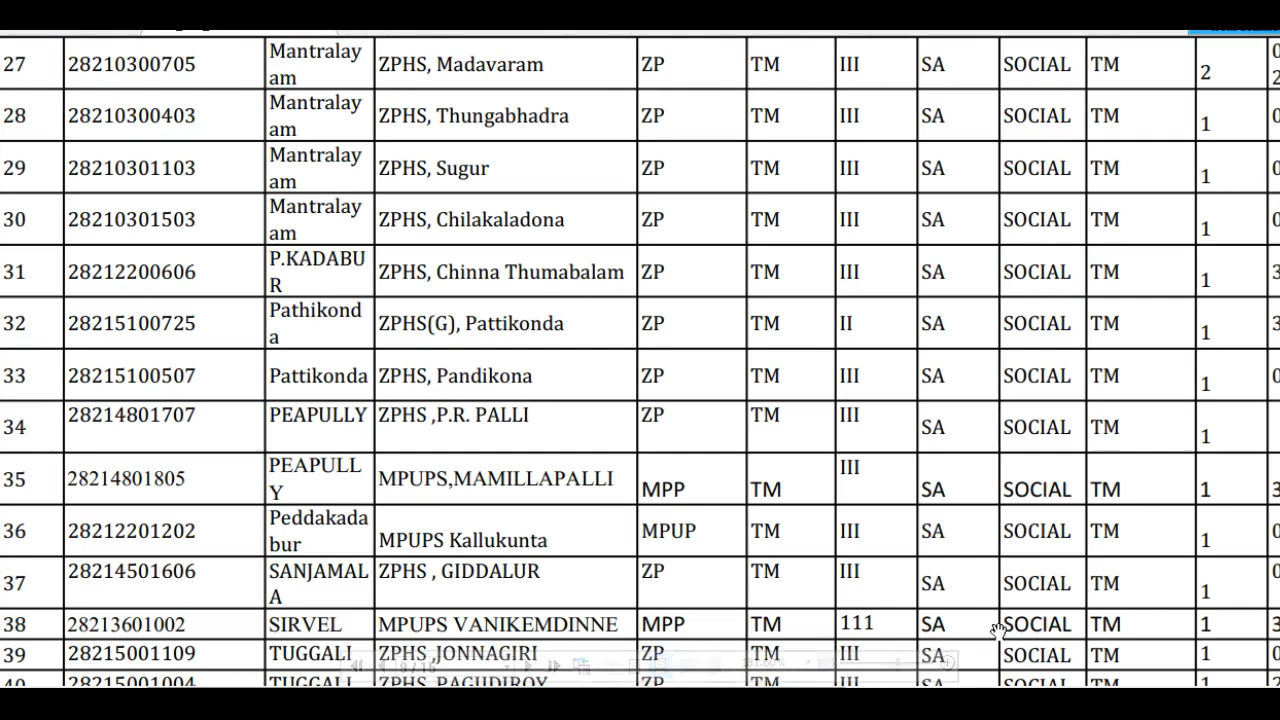 27 28210300705 Mantralay am ZPHS, Madavaram ZP TM III SA SOCIAL TM 2
28 28210300403 Mantralay am ZPHS, Thungabhadra ZP TM III SA SOCIAL TM 1
29 28210301103 Mantralay am ZPHS, Sugur ZP TM III SA SOCIAL TM 1
30 28210301503 Mantralay am ZPHS, Chilakaladona ZP TM III SA SOCIAL TM 1
31 28212200606 P.KADABU R ZPHS, Chinna Thumabalam ZP TM III SA SOCIAL TM 1 3
32 28215100725 Pathikond a ZPHS(G), Pattikonda ZP TM II SA SOCIAL TM 1 3
33 28215100507 Pattikonda ZPHS, Pandikona ZP TM III SA SOCIAL TM 1
34 28214801707 PEAPULLY ZPHS ,P.R. PALLI ZP TM III SA SOCIAL TM 1
35 28214801805 PEAPULL Y MPUPS,MAMILLAPALLI MPP TM III SA SOCIAL TM 1 3
36 28212201202 Peddakada bur MPUPS Kallukunta MPUP TM III SA SOCIAL TM 1
37 28214501606 SANJAMAL A ZPHS , GIDDALUR ZP TM III SA SOCIAL TM 1
38 28213601002 SIRVEL MPUPS VANIKEMDINNE MPP TM 111 SA SOCIAL TM 1 3
39 28215001109 TUGGALI ZPHS ,JONNAGIRI ZP TM III SA SOCIAL TM 1